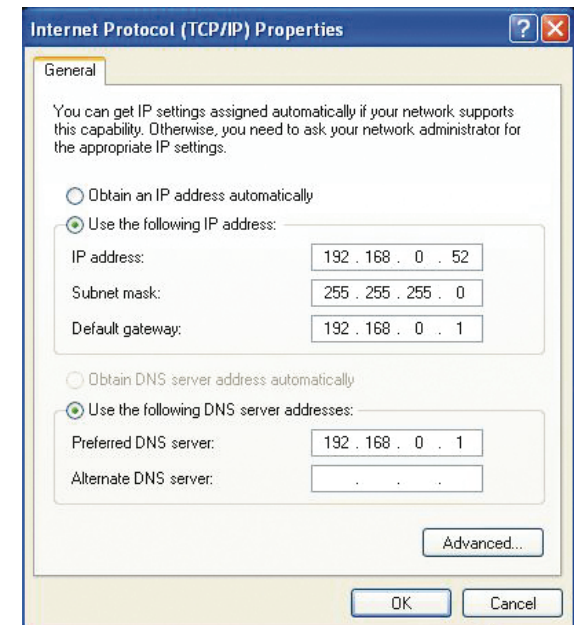 Internet Protocol (TCP/IP) Properties
General
You can get IP settings assigned automatically if your network supports
this capability. Otherwise, you need to ask your network administrator for
the appropriate IP settings.
Obtain an IP address automatically
Use the following IP address:
IP address: 192 . 168 . 0 . 52
Subnet mask: 255 . 255 . 255 . 0
Default gateway: 192 . 168 . 0 . 1
Obtain DNS server address automatically
Use the following DNS server addresses:
Preferred DNS server: 192 . 168 . 0 . 1
Alternate DNS server: . . .
Advanced...
OK Cancel